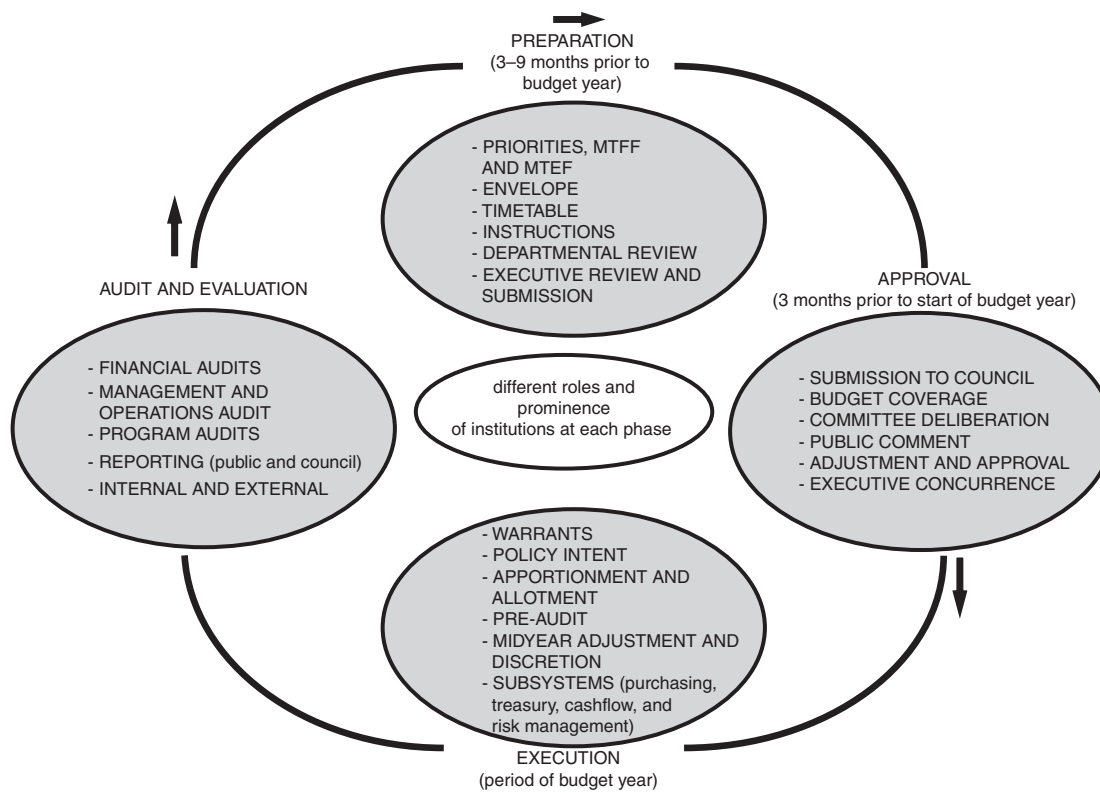 PREPARATION
(3–9 months prior to
budget year)
- PRIORITIES, MTFF
AND MTEF
- ENVELOPE
- TIMETABLE
- INSTRUCTIONS
- DEPARTMENTAL REVIEW
- EXECUTIVE REVIEW AND
SUBMISSION
AUDIT AND EVALUATION
- FINANCIAL AUDITS
- MANAGEMENT AND
OPERATIONS AUDIT
- PROGRAM AUDITS
- REPORTING (public and council)
- INTERNAL AND EXTERNAL
different roles and
prominence
of institutions at each phase
APPROVAL
(3 months prior to start of budget year)
- SUBMISSION TO COUNCIL
- BUDGET COVERAGE
- COMMITTEE DELIBERATION
- PUBLIC COMMENT
- ADJUSTMENT AND APPROVAL
- EXECUTIVE CONCURRENCE
- WARRANTS
- POLICY INTENT
- APPORTIONMENT AND
ALLOTMENT
- PRE-AUDIT
- MIDYEAR ADJUSTMENT AND
DISCRETION
- SUBSYSTEMS (purchasing,
treasury, cashflow, and
risk management)
EXECUTION
(period of budget year)